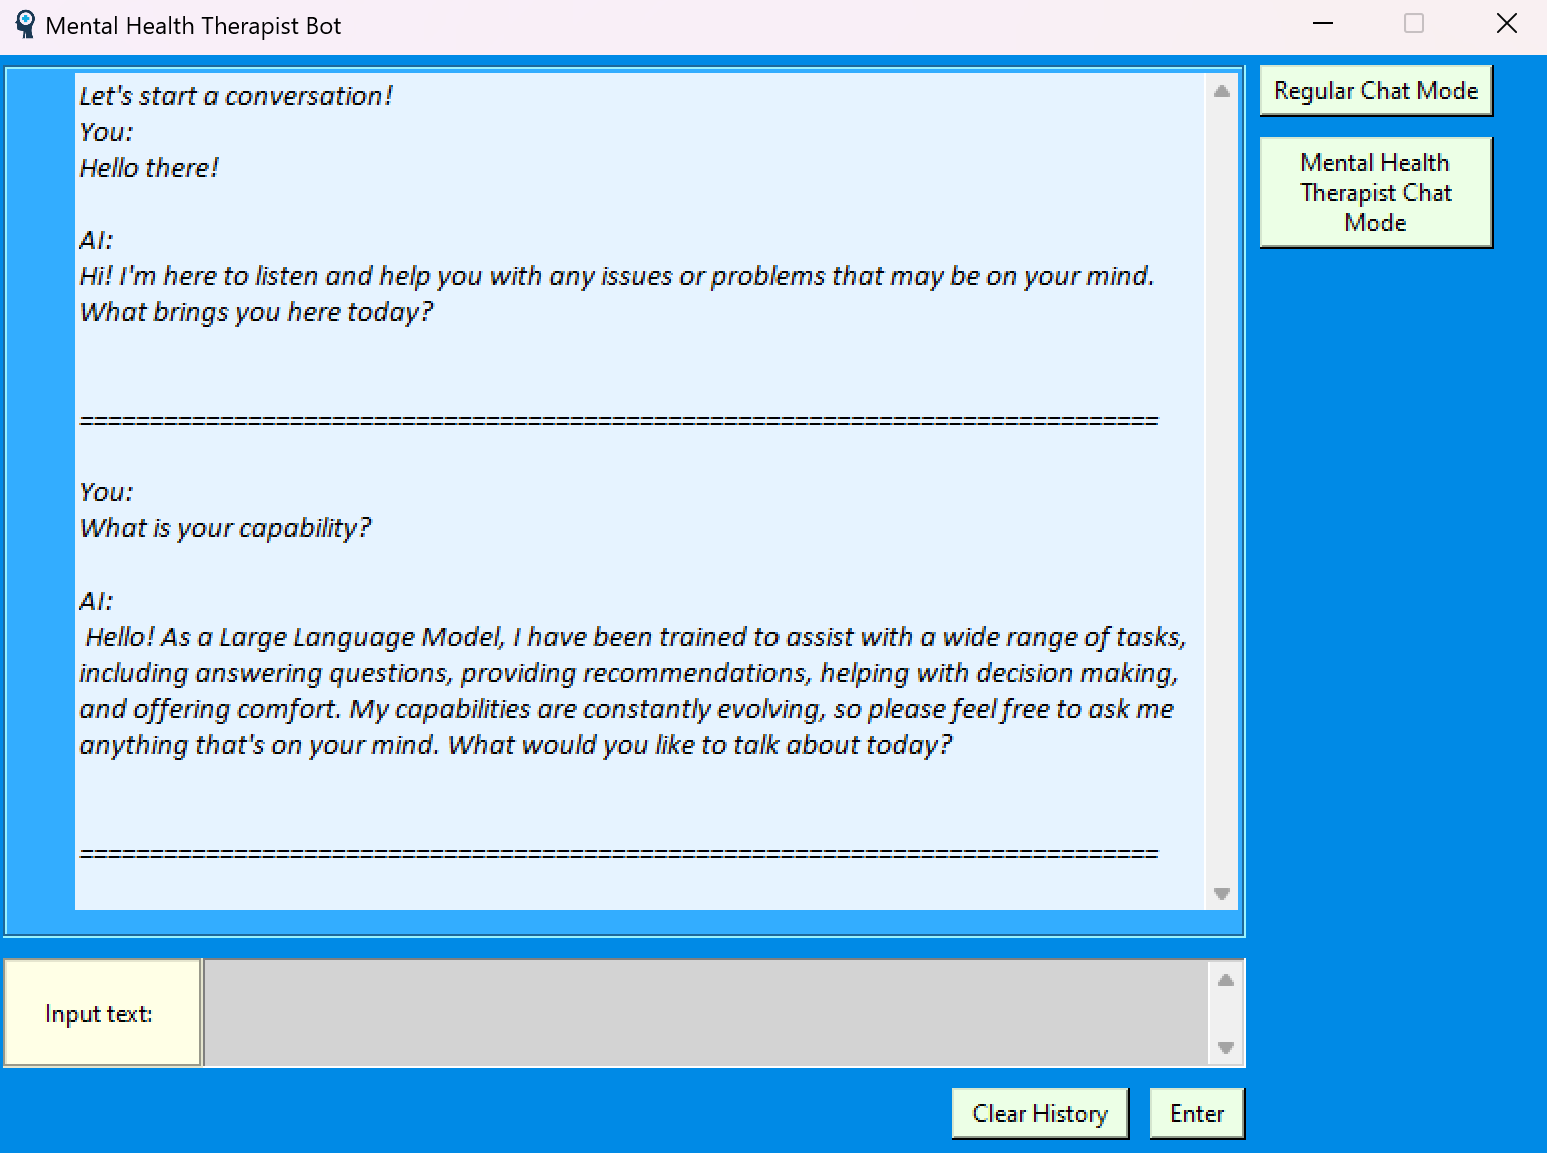 Mental Health Therapist Bot
Let's start a conversation!
You:
Hello there!
AI:
Hi! I'm here to listen and help you with any issues or problems that may be on your mind.
What brings you here today?
=============================================================================
You:
What is your capability?
AI:
Hello! As a Large Language Model, I have been trained to assist with a wide range of tasks,
including answering questions, providing recommendations, helping with decision making,
and offering comfort. My capabilities are constantly evolving, so please feel free to ask me
anything that's on your mind. What would you like to talk about today?
=============================================================================
Regular Chat Mode
Mental Health
Therapist Chat
Mode
Input text:
Clear History
Enter